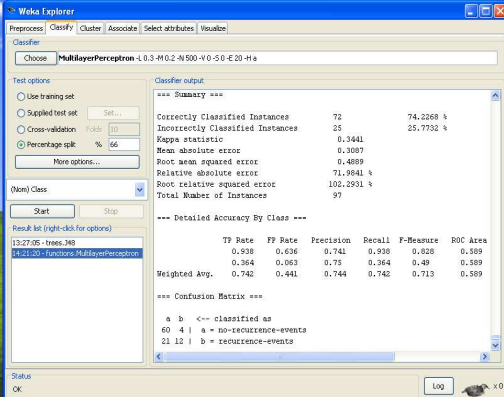 Weka Explorer
Preprocess Classify Cluster Associate Select attributes Visualize
Classifier
Choose MultilayerPerceptron -L 0.3 -M 0.2 -N 500 -V 0 -S 0 -E 20 -H a
Test options
Use training set
Supplied test set Set...
Cross-validation Folds 10
Percentage split % 66
More options...
(Nom) Class
Start Stop
Result list (right-click for options)
13:27:05 - trees.J48
14:21:20 - functions.MultilayerPerceptron
Classifier output
=== Summary ===
Correctly Classified Instances 72 74.2268 %
Incorrectly Classified Instances 25 25.7732 %
Kappa statistic 0.3441
Mean absolute error 0.3087
Root mean squared error 0.4889
Relative absolute error 71.9841 %
Root relative squared error 102.2931 %
Total Number of Instances 97
=== Detailed Accuracy By Class ===
TP Rate FP Rate Precision Recall F-Measure ROC Area
0.938 0.636 0.741 0.938 0.828 0.589
0.364 0.063 0.75 0.364 0.49 0.589
Weighted Avg. 0.742 0.441 0.744 0.742 0.713 0.589
=== Confusion Matrix ===
a b <-- classified as
60 4 | a = no-recurrence-events
21 12 | b = recurrence-events
Status
OK
Log x 0